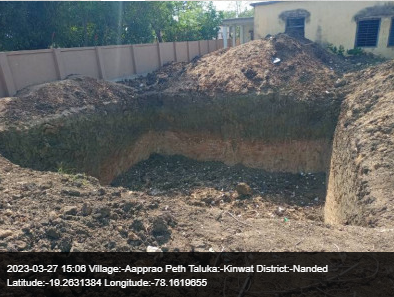 2023-03-27 15:06 Village:-Aapprao Peth Taluka:-Kinwat District:-Nanded
Latitude:-19.2631384 Longitude:-78.1619655